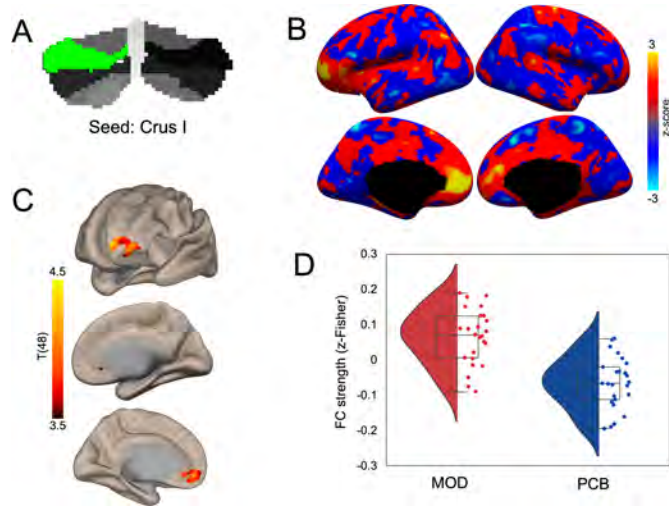 A
Seed: Crus I
B
3
z-score
-3
C
4.5
T(48)
3.5
D
0.3
0.2
0.1
0
-0.1
-0.2
-0.3
FC strength (z-Fisher)
MOD
PCB